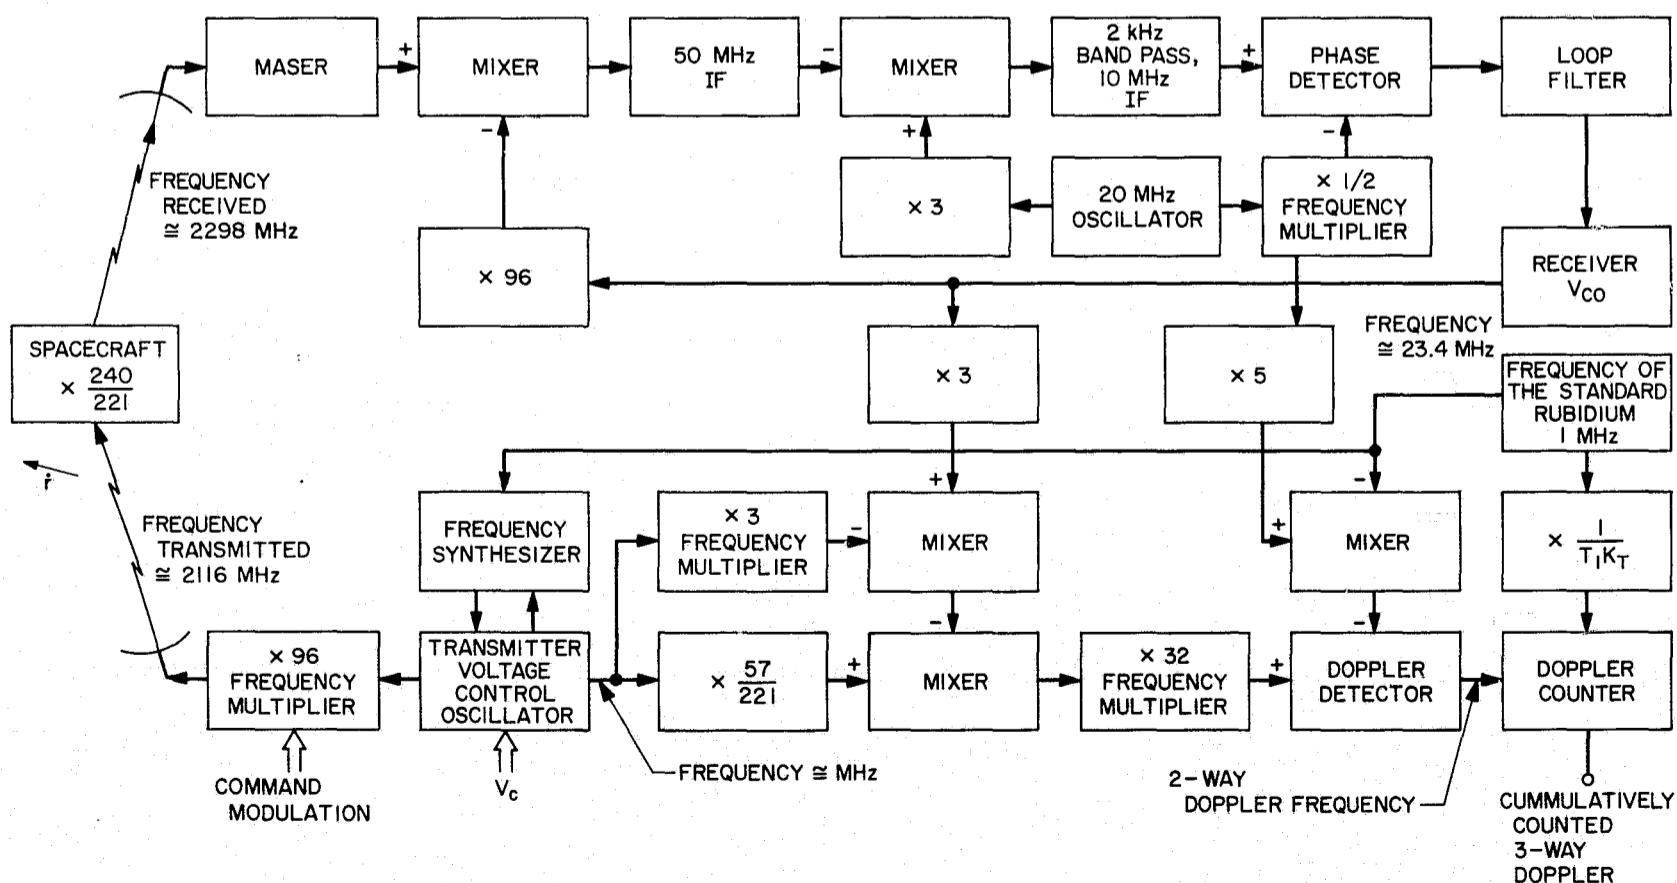 MASER
+
MIXER
-
50 MHz
IF
-
MIXER
+
2 kHz
BAND PASS,
10 MHz
IF
+
PHASE
DETECTOR
-
LOOP
FILTER
FREQUENCY
RECEIVED
≅ 2298 MHz
× 3
20 MHz
OSCILLATOR
× 1/2
FREQUENCY
MULTIPLIER
× 96
RECEIVER
VCO
FREQUENCY
≅ 23.4 MHz
SPACECRAFT
× 240/221
× 3
× 5
FREQUENCY OF
THE STANDARD
RUBIDIUM
1 MHz
ṙ
FREQUENCY
TRANSMITTED
≅ 2116 MHz
FREQUENCY
SYNTHESIZER
× 3
FREQUENCY
MULTIPLIER
-
+
MIXER
-
+
-
MIXER
-
× 1/T1KT
× 96
FREQUENCY
MULTIPLIER
TRANSMITTER
VOLTAGE
CONTROL
OSCILLATOR
× 57/221
+
MIXER
× 32
FREQUENCY
MULTIPLIER
+
DOPPLER
DETECTOR
DOPPLER
COUNTER
COMMAND
MODULATION
VC
FREQUENCY ≅ MHz
2-WAY
DOPPLER FREQUENCY
CUMMULATIVELY
COUNTED
3-WAY
DOPPLER